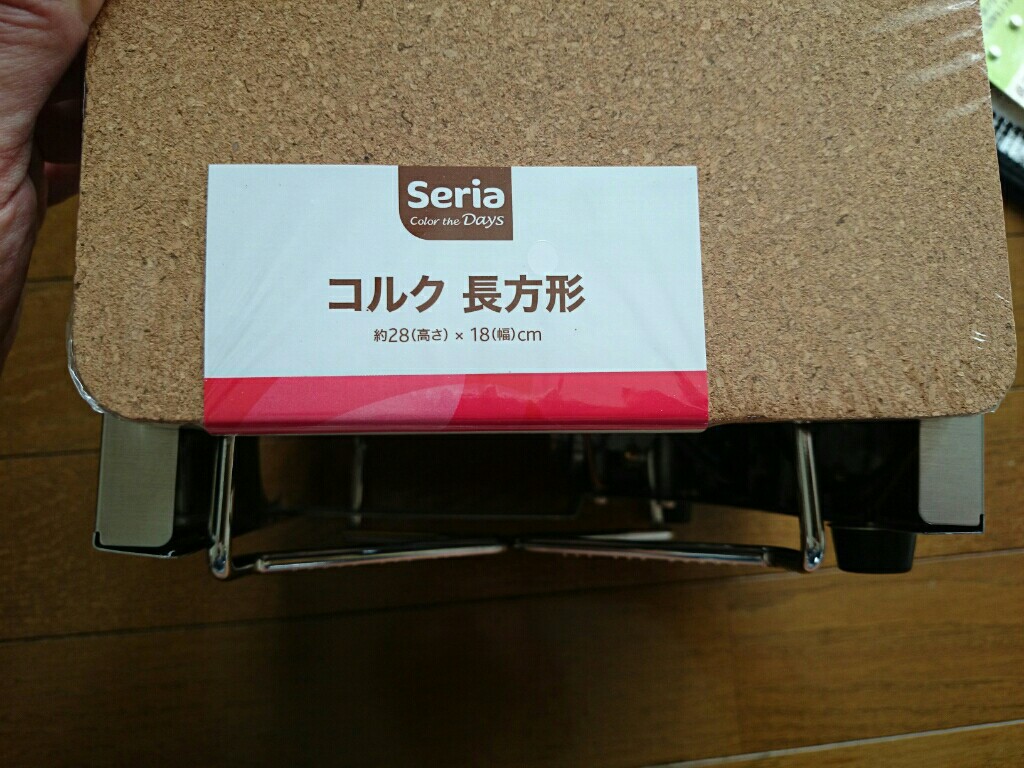 Seria
Color the Days
コルク 長方形
約28(高さ) × 18(幅)cm